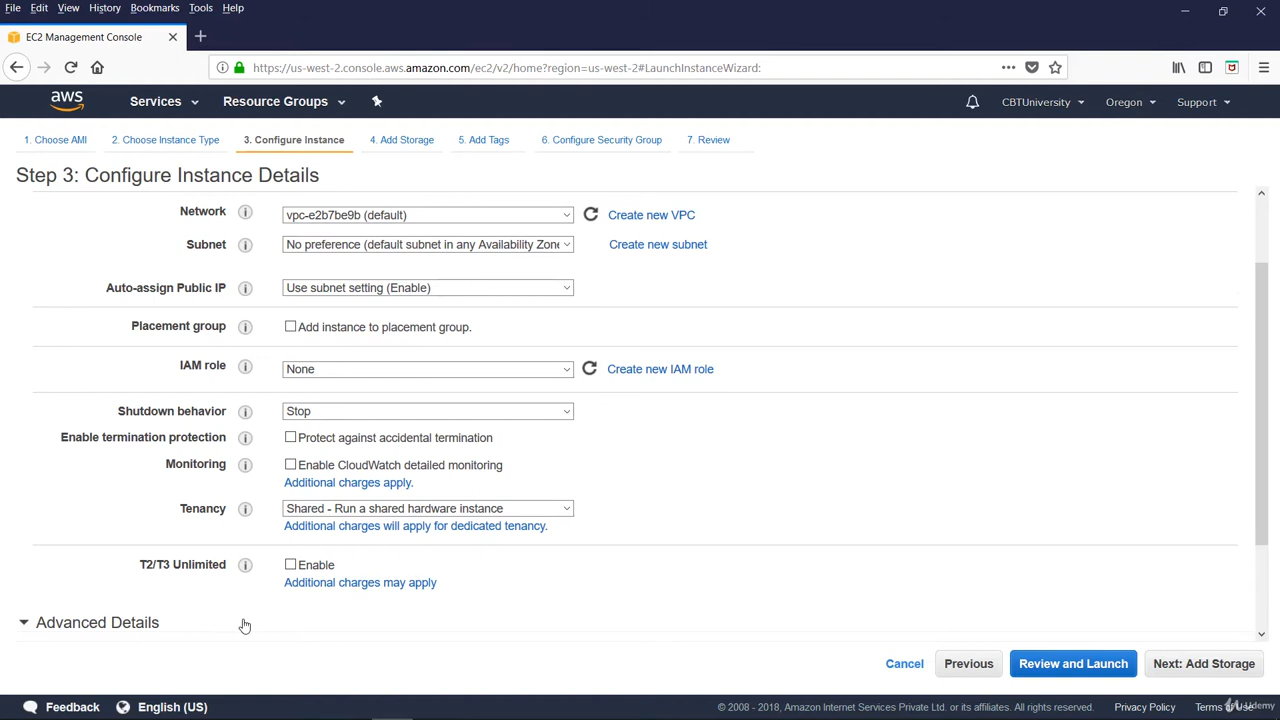 File Edit View History Bookmarks Tools Help
EC2 Management Console
https://us-west-2.console.aws.amazon.com/ec2/v2/home?region=us-west-2#LaunchInstanceWizard:
aws Services Resource Groups CBTUniversity Oregon Support
1. Choose AMI 2. Choose Instance Type 3. Configure Instance 4. Add Storage 5. Add Tags 6. Configure Security Group 7. Review
Step 3: Configure Instance Details
Network vpc-e2b7be9b (default) Create new VPC
Subnet No preference (default subnet in any Availability Zone Create new subnet
Auto-assign Public IP Use subnet setting (Enable)
Placement group Add instance to placement group.
IAM role None Create new IAM role
Shutdown behavior Stop
Enable termination protection Protect against accidental termination
Monitoring Enable CloudWatch detailed monitoring
Additional charges apply.
Tenancy Shared - Run a shared hardware instance
Additional charges will apply for dedicated tenancy.
T2/T3 Unlimited Enable
Additional charges may apply
Advanced Details
Cancel Previous Review and Launch Next: Add Storage
Feedback English (US) © 2008 - 2018, Amazon Internet Services Private Ltd. or its affiliates. All rights reserved. Privacy Policy Terms of Use
Udemy